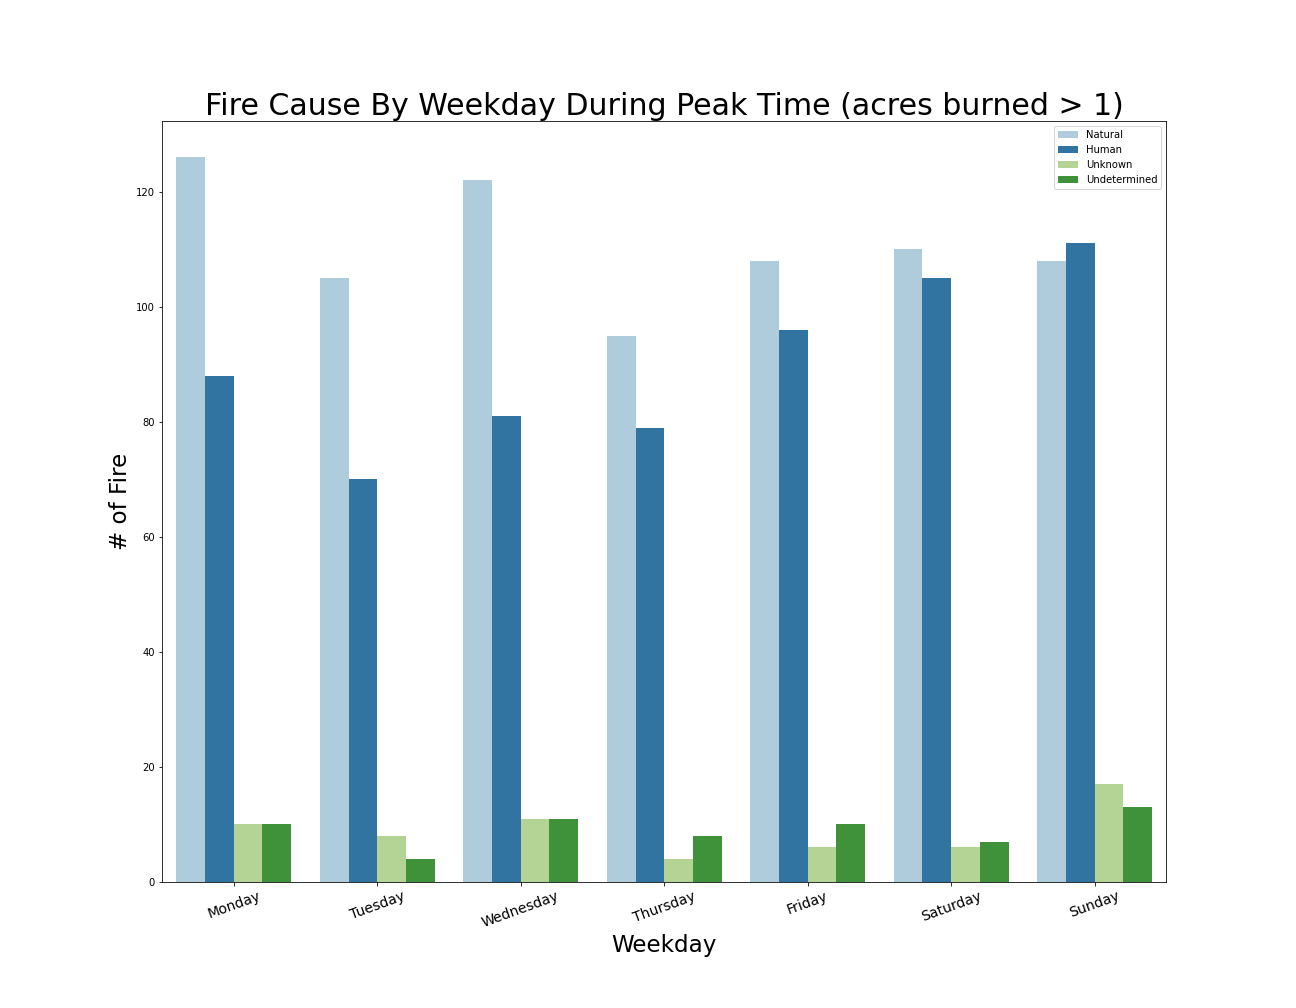 Fire Cause By Weekday During Peak Time (acres burned > 1)
Natural
Human
Unknown
Undetermined
120
100
80
60
40
20
0
# of Fire
Monday
Tuesday
Wednesday
Thursday
Friday
Saturday
Sunday
Weekday